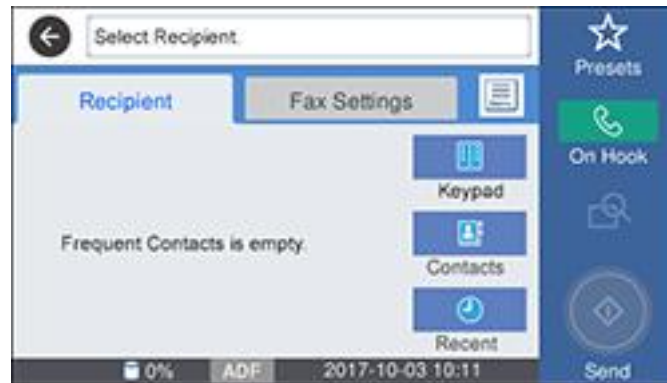 Select Recipient.
Presets
Recipient
Fax Settings
On Hook
Keypad
Frequent Contacts is empty.
Contacts
Recent
0% ADF 2017-10-03 10:11
Send